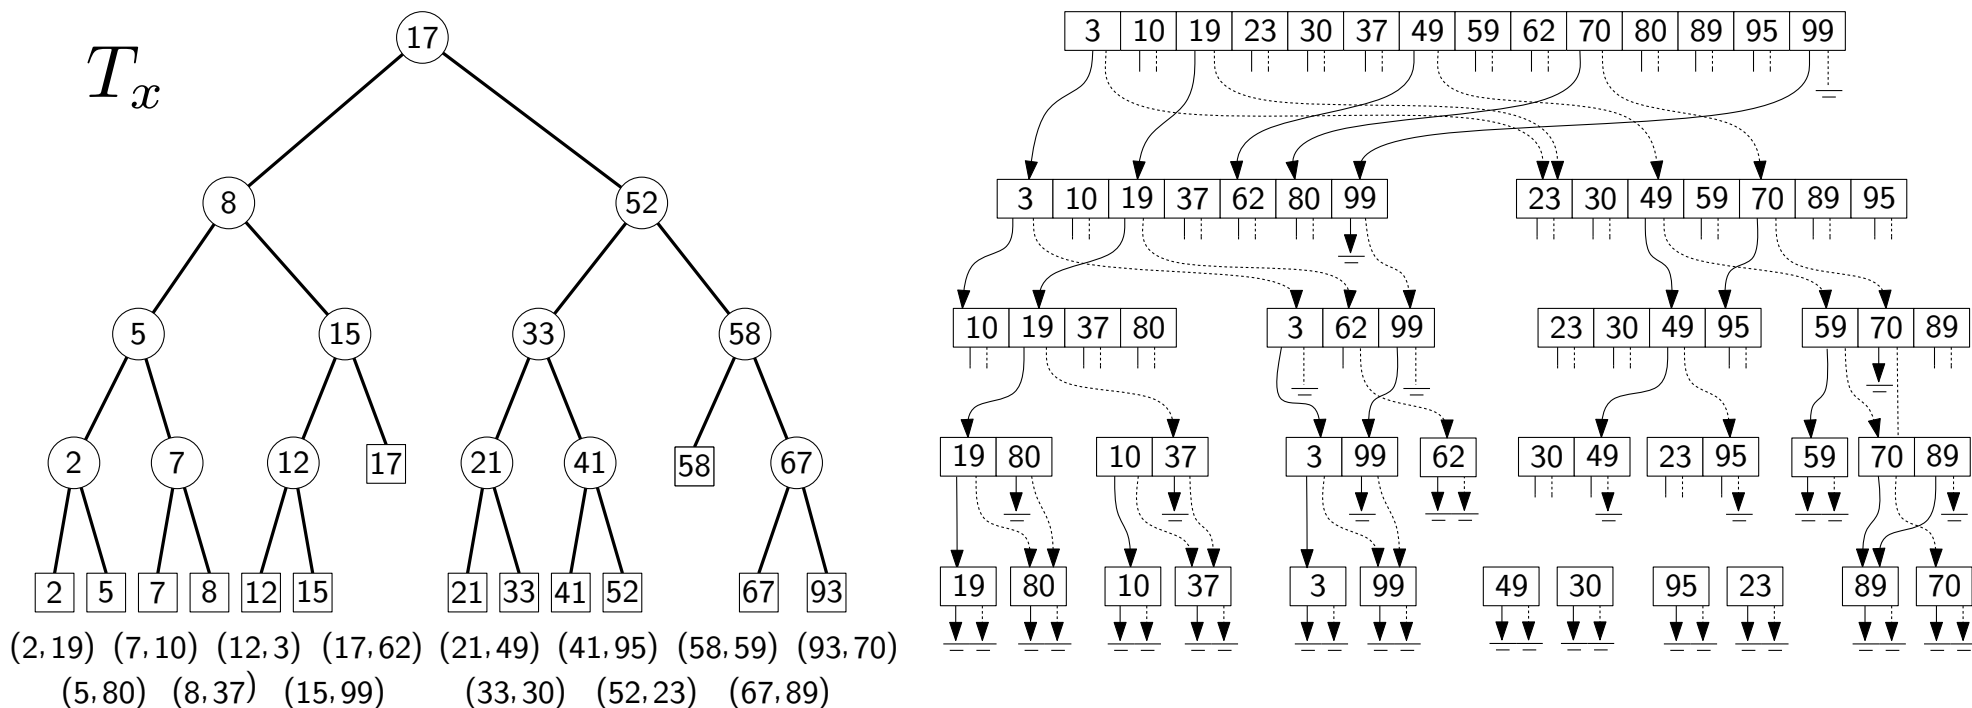 T_x
17
8 52
5 15 33 58
2 7 12 17 21 41 58 67
2 5 7 8 12 15 21 33 41 52 67 93
(2,19) (7,10) (12,3) (17,62) (21,49) (41,95) (58,59) (93,70)
(5,80) (8,37) (15,99) (33,30) (52,23) (67,89)
3 10 19 23 30 37 49 59 62 70 80 89 95 99
3 10 19 37 62 80 99 23 30 49 59 70 89 95
10 19 37 80 3 62 99 23 30 49 95 59 70 89
19 80 10 37 3 99 62 30 49 23 95 59 70 89
19 80 10 37 3 99 49 30 95 23 89 70